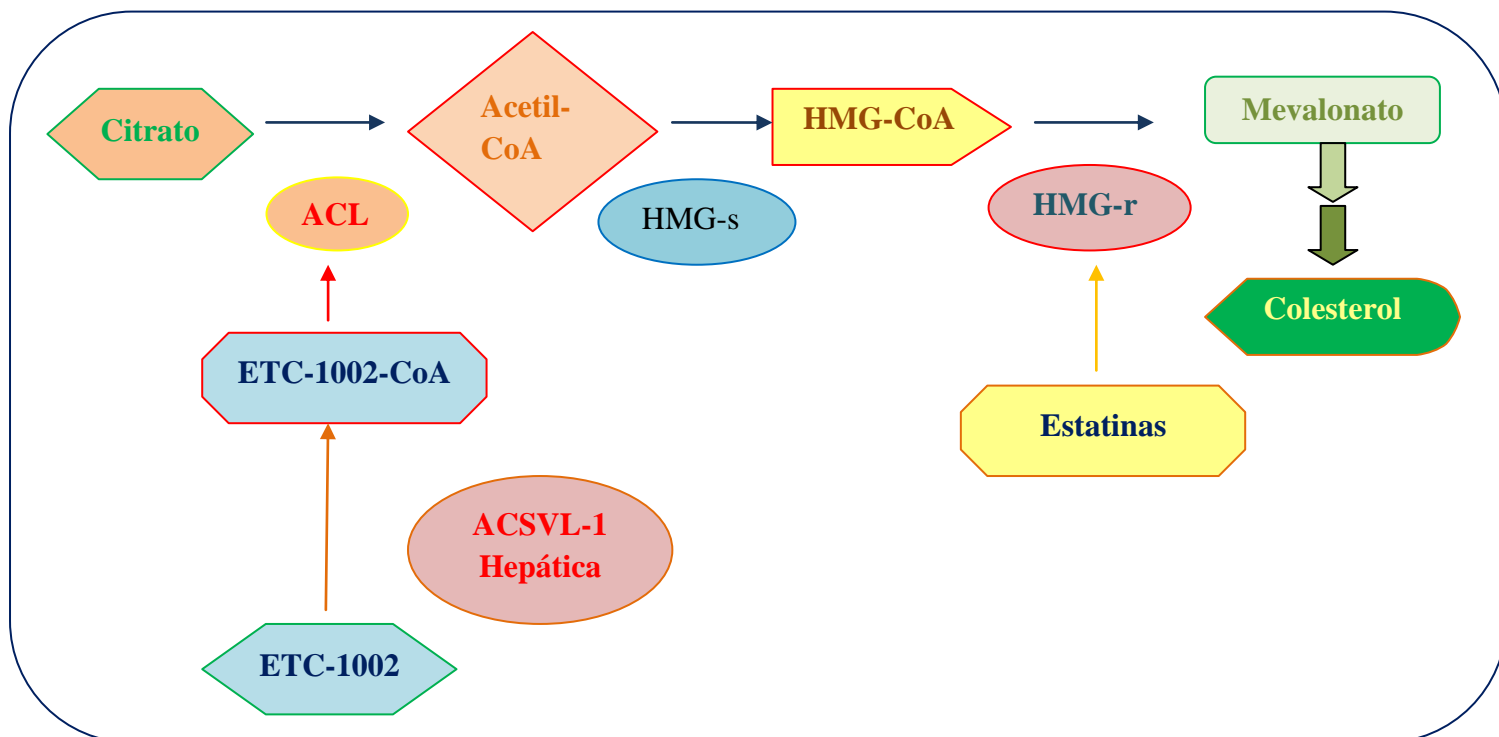 Citrato
Acetil-
CoA
HMG-CoA
Mevalonato
ACL
HMG-s
HMG-r
Colesterol
ETC-1002-CoA
Estatinas
ACSVL-1
Hepática
ETC-1002